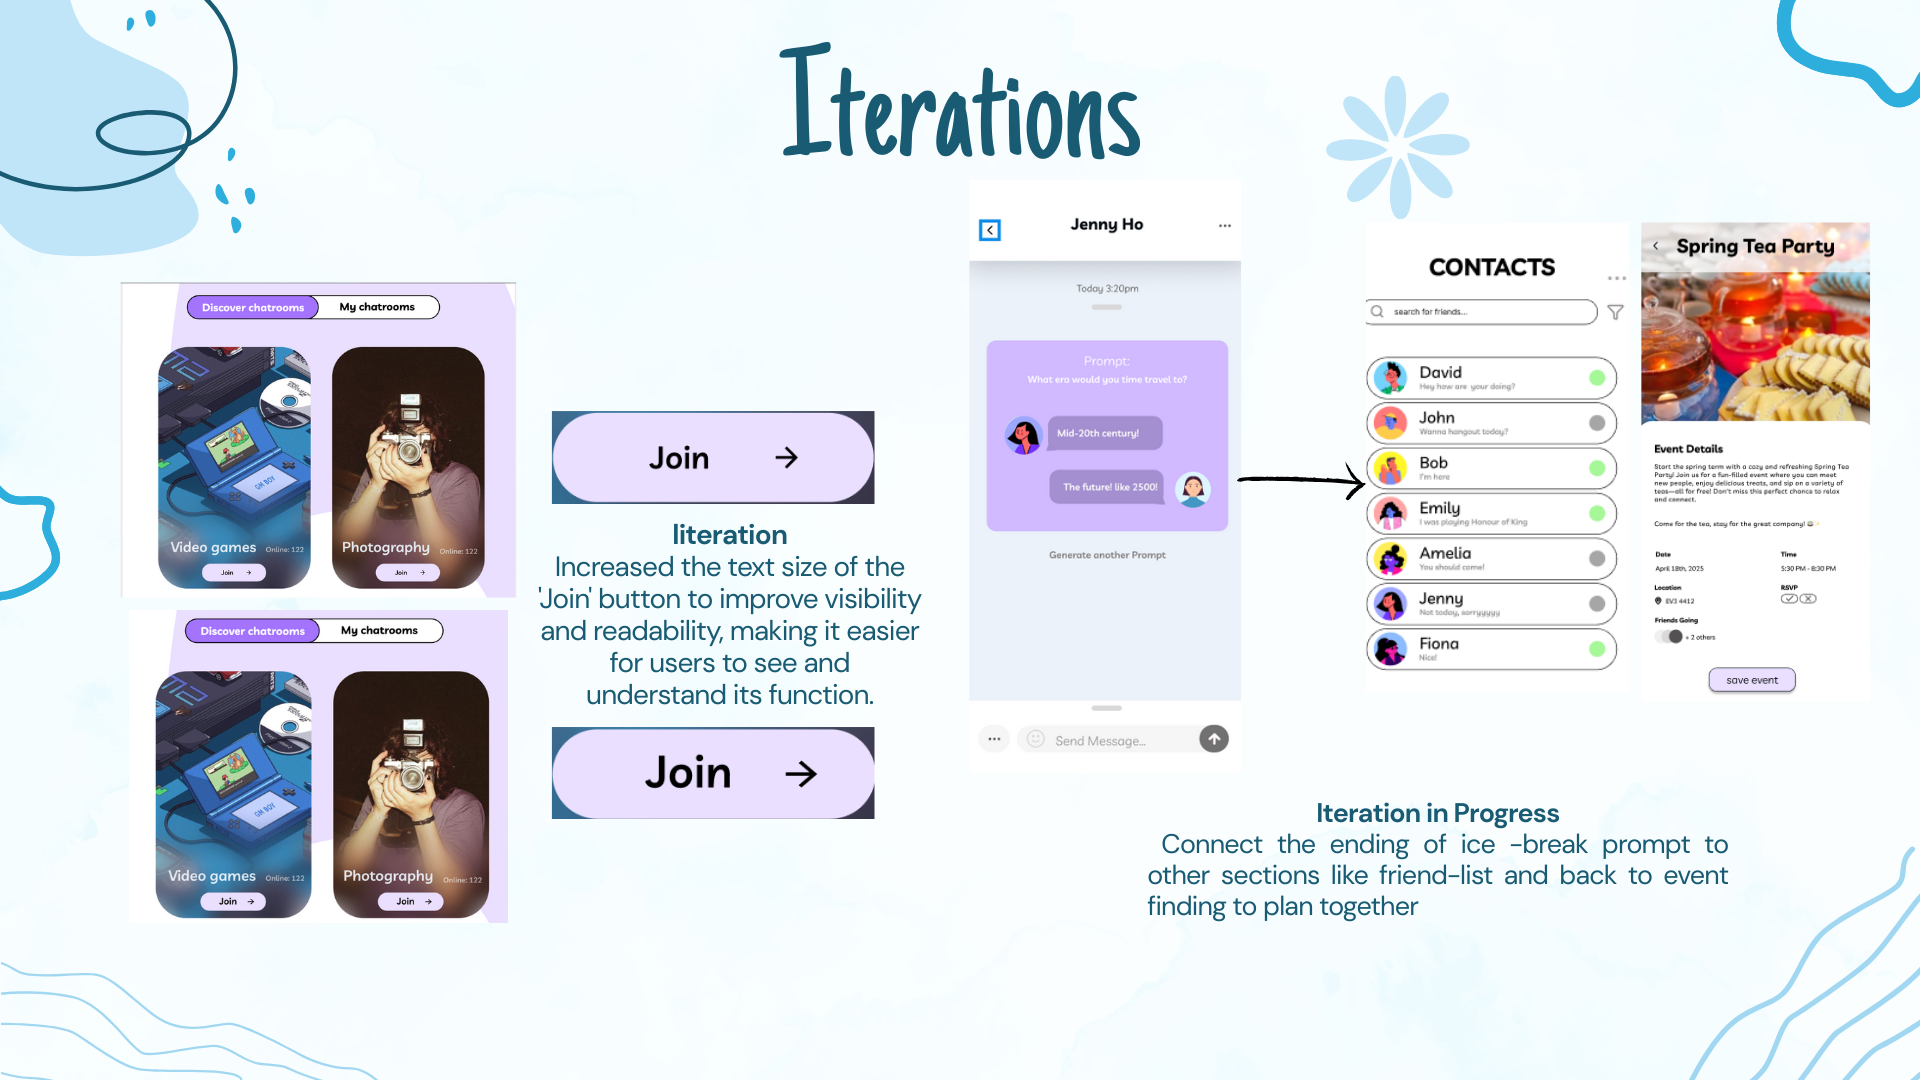 Iterations
Discover chatrooms
My chatrooms
Video games
Online: 122
Join →
Photography
Online: 122
Join →
Discover chatrooms
My chatrooms
Video games
Online: 122
Join →
Photography
Online: 122
Join →
Join →
Iiteration
Increased the text size of the
'Join' button to improve visibility
and readability, making it easier
for users to see and
understand its function.
Join →
Jenny Ho
Today 3:20pm
Prompt:
What era would you time travel to?
Mid-20th century!
The future! like 2500!
Generate another Prompt
Send Message...
CONTACTS
search for friends...
David
Hey how are your doing?
John
Wanna hangout today?
Bob
I'm here
Emily
I was playing Honour of King
Amelia
You should come!
Jenny
Not today, sorryyyyy
Fiona
Nice!
Spring Tea Party
Event Details
Start the spring term with a cozy and refreshing Spring Tea
Party! Join us for a fun-filled event where you can meet
new people, enjoy delicious treats, and sip on a variety of
teas—all for free! Don't miss this perfect chance to relax
and connect.
Come for the tea, stay for the great company!
Date
Time
April 18th, 2025
5:30 PM - 8:30 PM
Location
RSVP
EV3 4412
Friends Going
+ 2 others
save event
Iteration in Progress
Connect the ending of ice -break prompt to
other sections like friend-list and back to event
finding to plan together